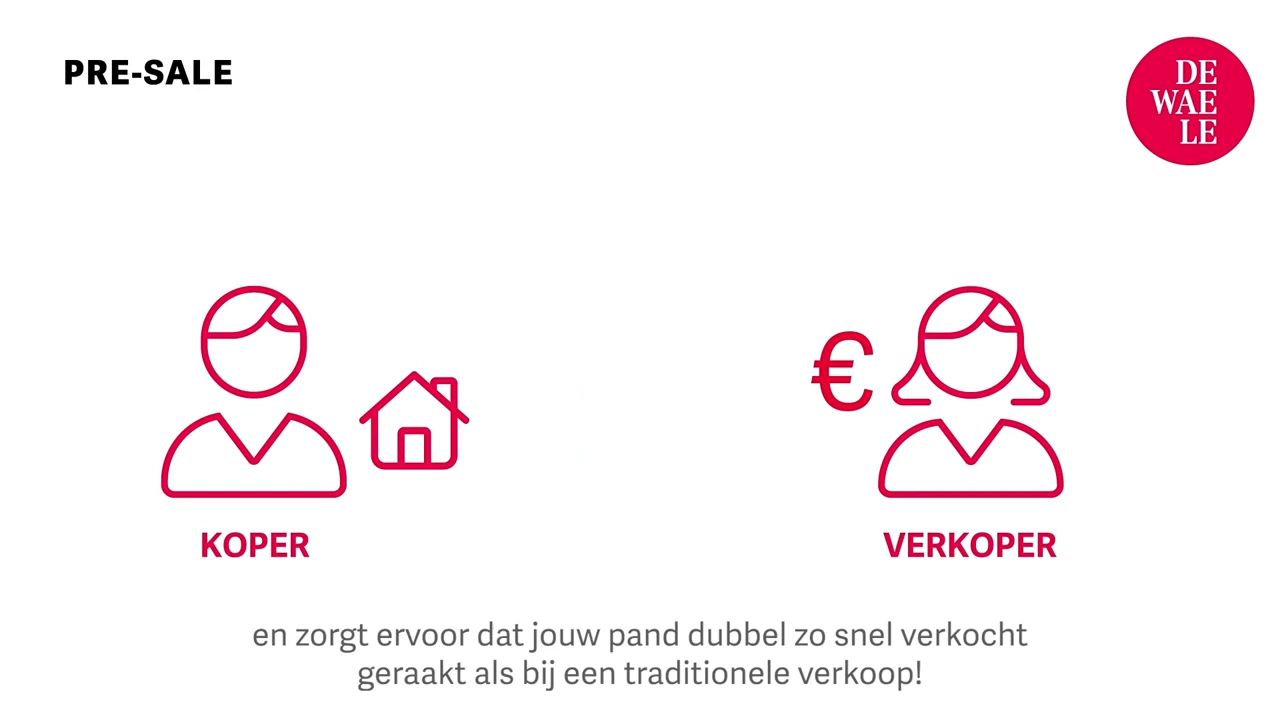 PRE-SALE
DE
WAE
LE
€
KOPER
VERKOPER
en zorgt ervoor dat jouw pand dubbel zo snel verkocht
geraakt als bij een traditionele verkoop!